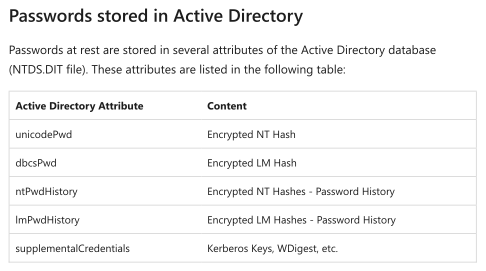 Passwords stored in Active Directory
Passwords at rest are stored in several attributes of the Active Directory database
(NTDS.DIT file). These attributes are listed in the following table:
Active Directory Attribute Content
unicodePwd Encrypted NT Hash
dbcsPwd Encrypted LM Hash
ntPwdHistory Encrypted NT Hashes - Password History
lmPwdHistory Encrypted LM Hashes - Password History
supplementalCredentials Kerberos Keys, WDigest, etc.